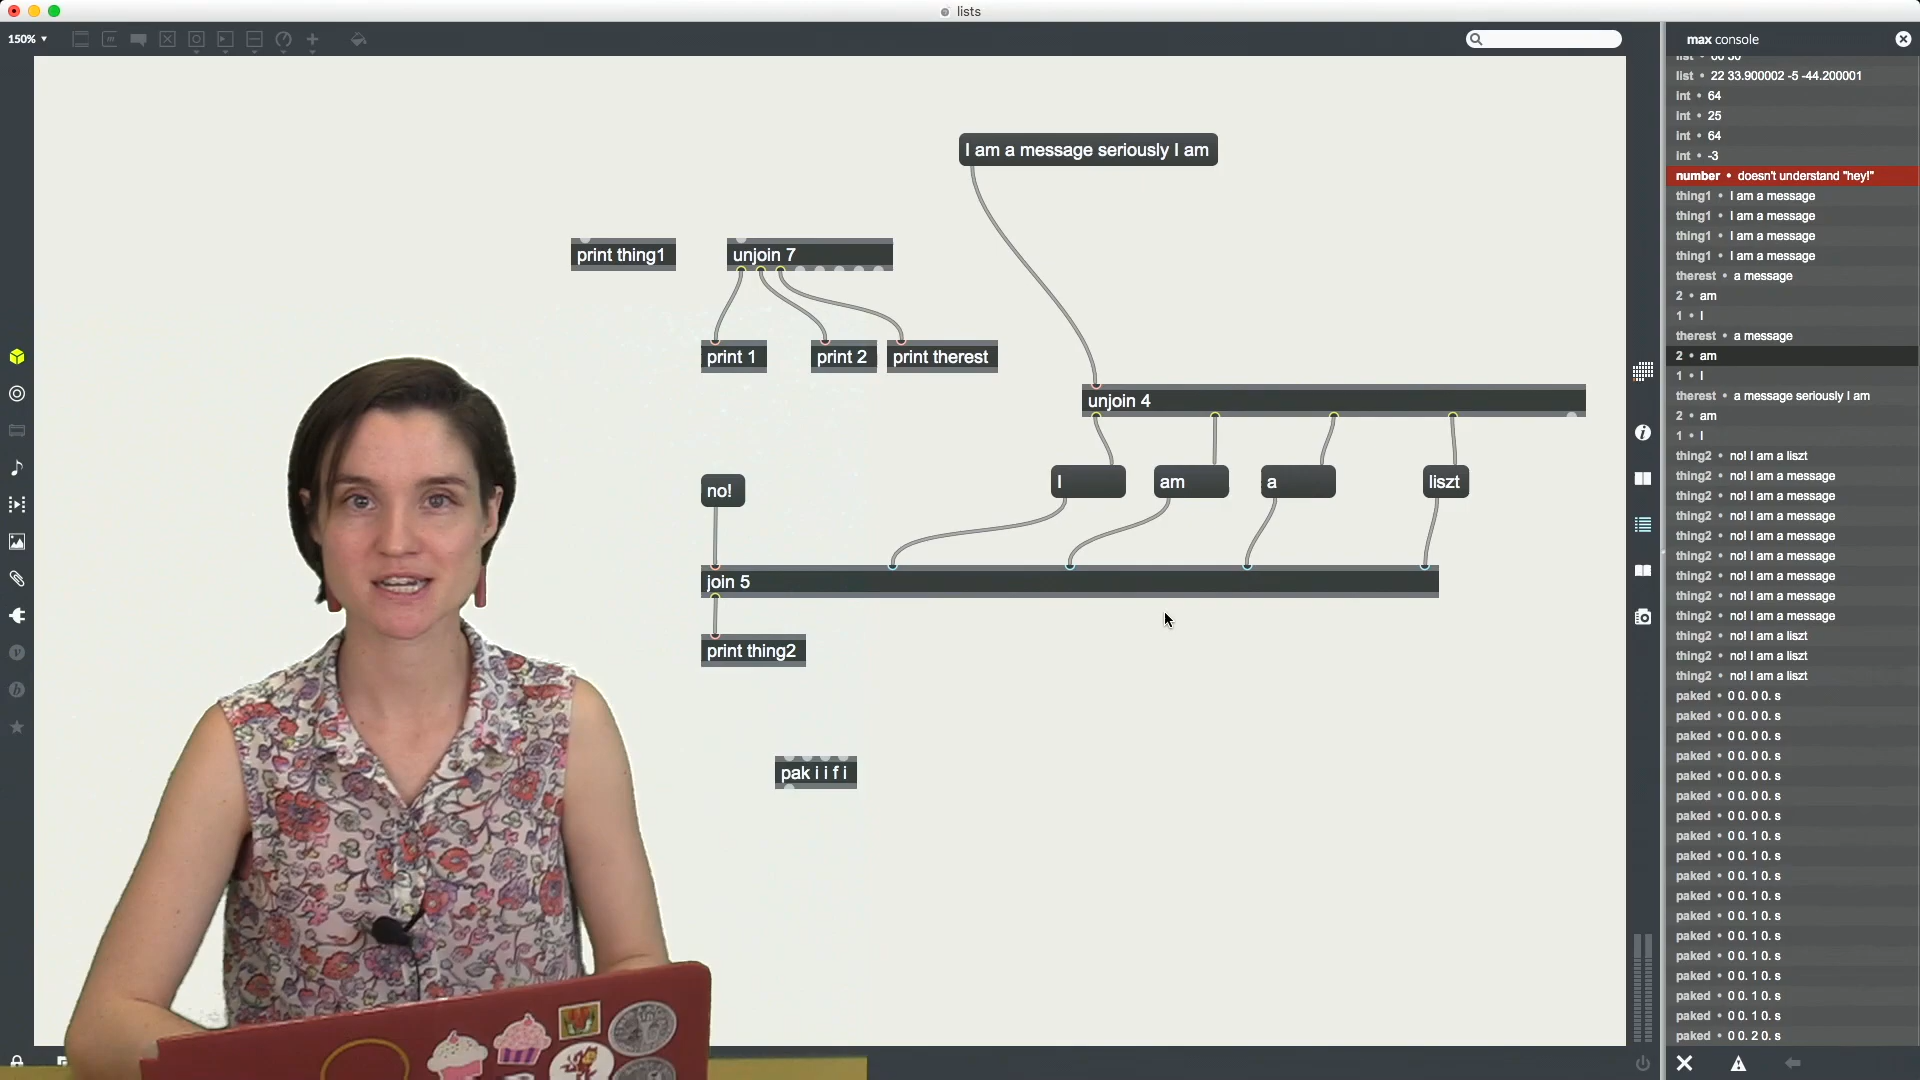 lists
150%
max console
I am a message seriously I am
print thing1
unjoin 7
print 1
print 2
print therest
unjoin 4
no!
I
am
a
liszt
join 5
print thing2
pak i i f i
list • 22 33.900002 -5 -44.200001
int • 64
int • 25
int • 64
int • -3
number • doesn't understand "hey!"
thing1 • I am a message
thing1 • I am a message
thing1 • I am a message
thing1 • I am a message
therest • a message
2 • am
1 • I
therest • a message
2 • am
1 • I
therest • a message seriously I am
2 • am
1 • I
thing2 • no! I am a liszt
thing2 • no! I am a message
thing2 • no! I am a message
thing2 • no! I am a message
thing2 • no! I am a message
thing2 • no! I am a message
thing2 • no! I am a message
thing2 • no! I am a message
thing2 • no! I am a message
thing2 • no! I am a liszt
thing2 • no! I am a liszt
thing2 • no! I am a liszt
paked • 0 0. 0 0. s
paked • 0 0. 0 0. s
paked • 0 0. 0 0. s
paked • 0 0. 0 0. s
paked • 0 0. 0 0. s
paked • 0 0. 0 0. s
paked • 0 0. 0 0. s
paked • 0 0. 1 0. s
paked • 0 0. 1 0. s
paked • 0 0. 1 0. s
paked • 0 0. 1 0. s
paked • 0 0. 1 0. s
paked • 0 0. 1 0. s
paked • 0 0. 1 0. s
paked • 0 0. 1 0. s
paked • 0 0. 1 0. s
paked • 0 0. 1 0. s
paked • 0 0. 2 0. s